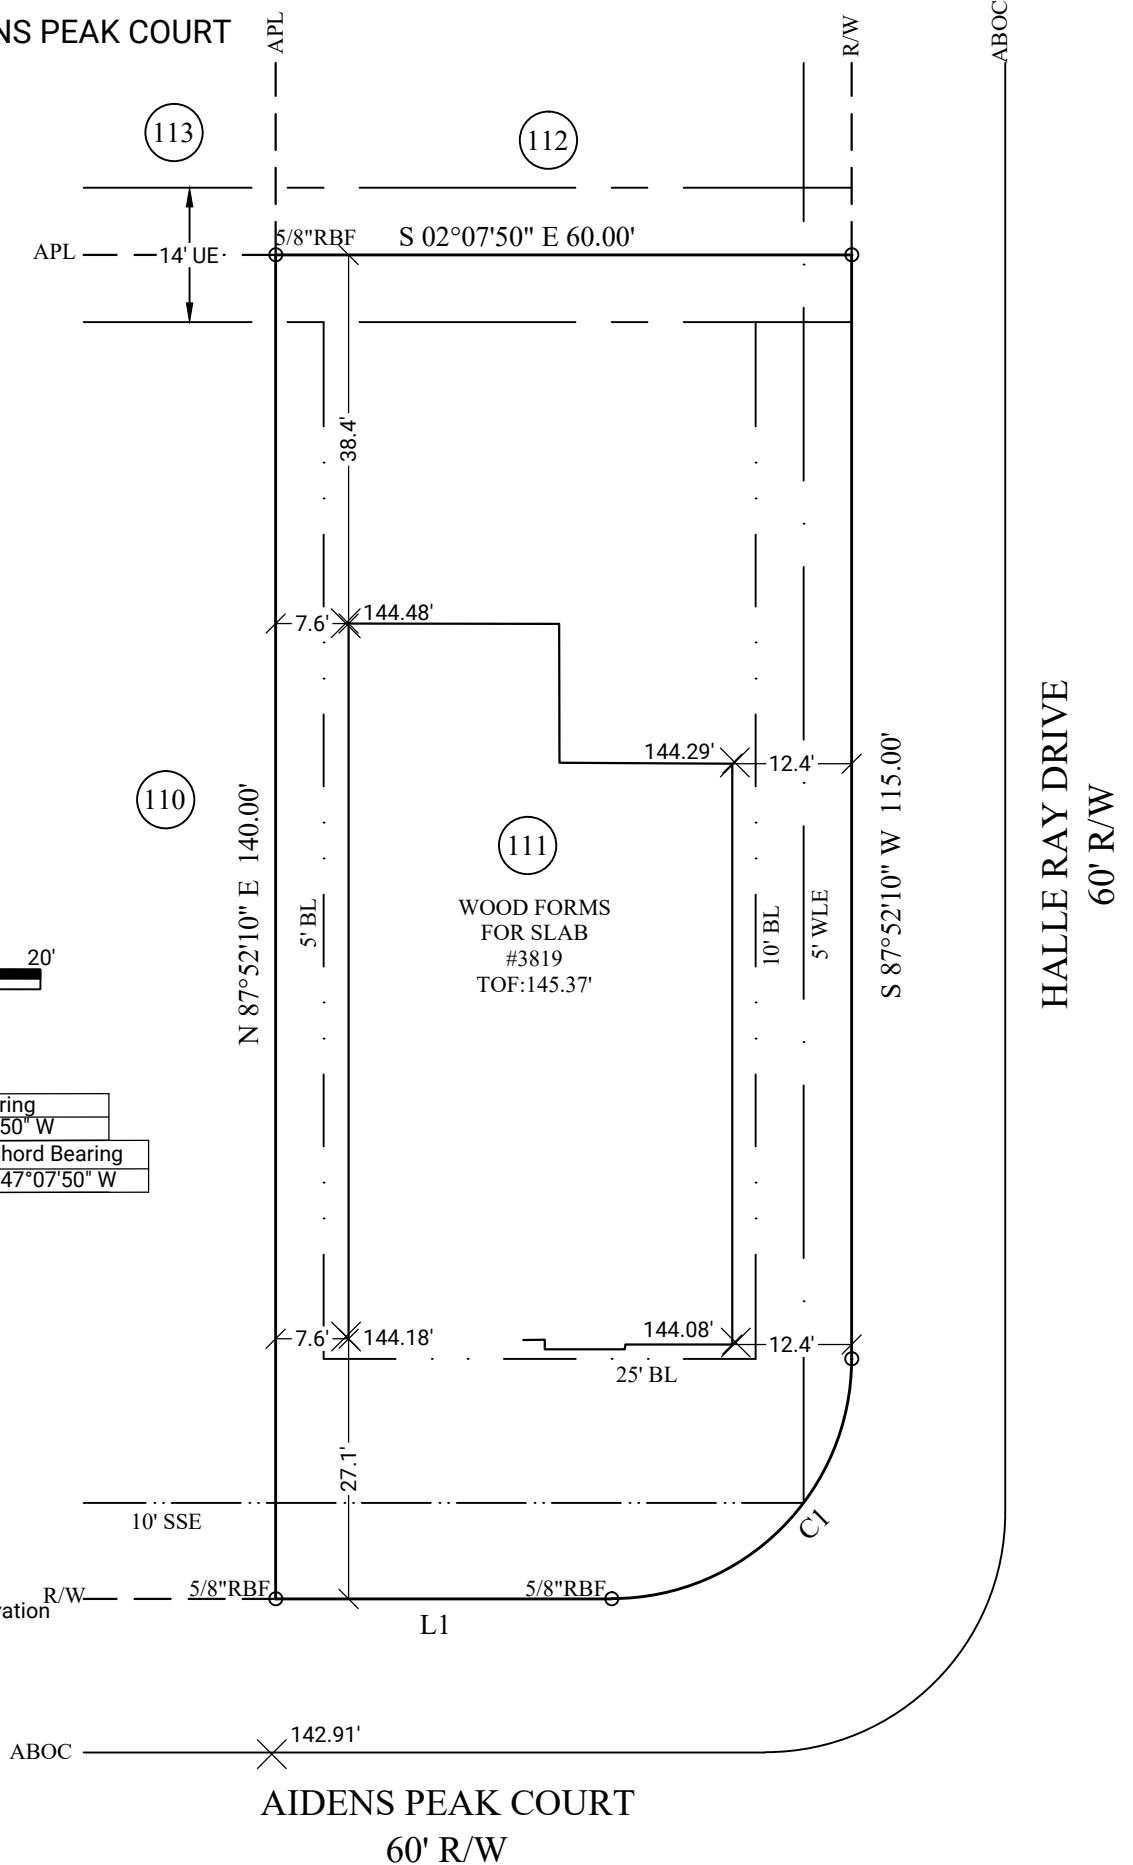 NS PEAK COURT
APL
R/W
ABOC
113
112
5/8"RBF
S 02°07'50" E 60.00'
APL
14' UE
38.4'
7.6'
144.48'
144.29'
12.4'
110
111
N 87°52'10" E 140.00'
5' BL
WOOD FORMS
FOR SLAB
#3819
TOF:145.37'
10' BL
5' WLE
S 87°52'10" W 115.00'
HALLE RAY DRIVE
60' R/W
20'
ring
50" W
hord Bearing
47°07'50" W
7.6'
144.18'
144.08'
12.4'
25' BL
27.1'
10' SSE
C1
R/W
5/8"RBF
5/8"RBF
vation
L1
142.91'
ABOC
AIDENS PEAK COURT
60' R/W